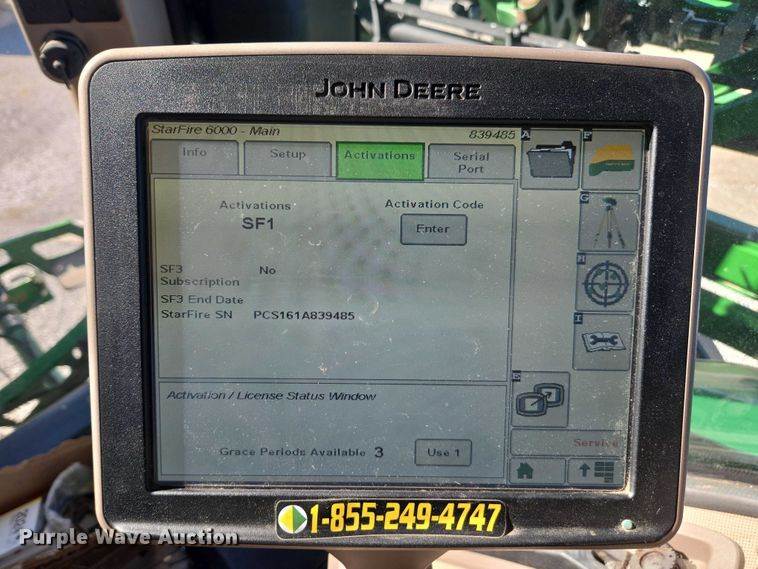 JOHN DEERE
StarFire 6000 - Main 839485
Info Setup Activations Serial Port
A F
Activations Activation Code
SF1 Enter
G
SF3 Subscription No
H
SF3 End Date
StarFire SN PCS161A839485
I
Activation / License Status Window
Service
Grace Periods Available 3 Use 1
1-855-249-4747
Purple Wave Auction